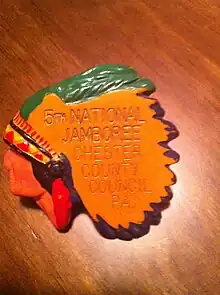 5TH NATIONAL
JAMBOREE
CHESTER
COUNTY
COUNCIL
PA.